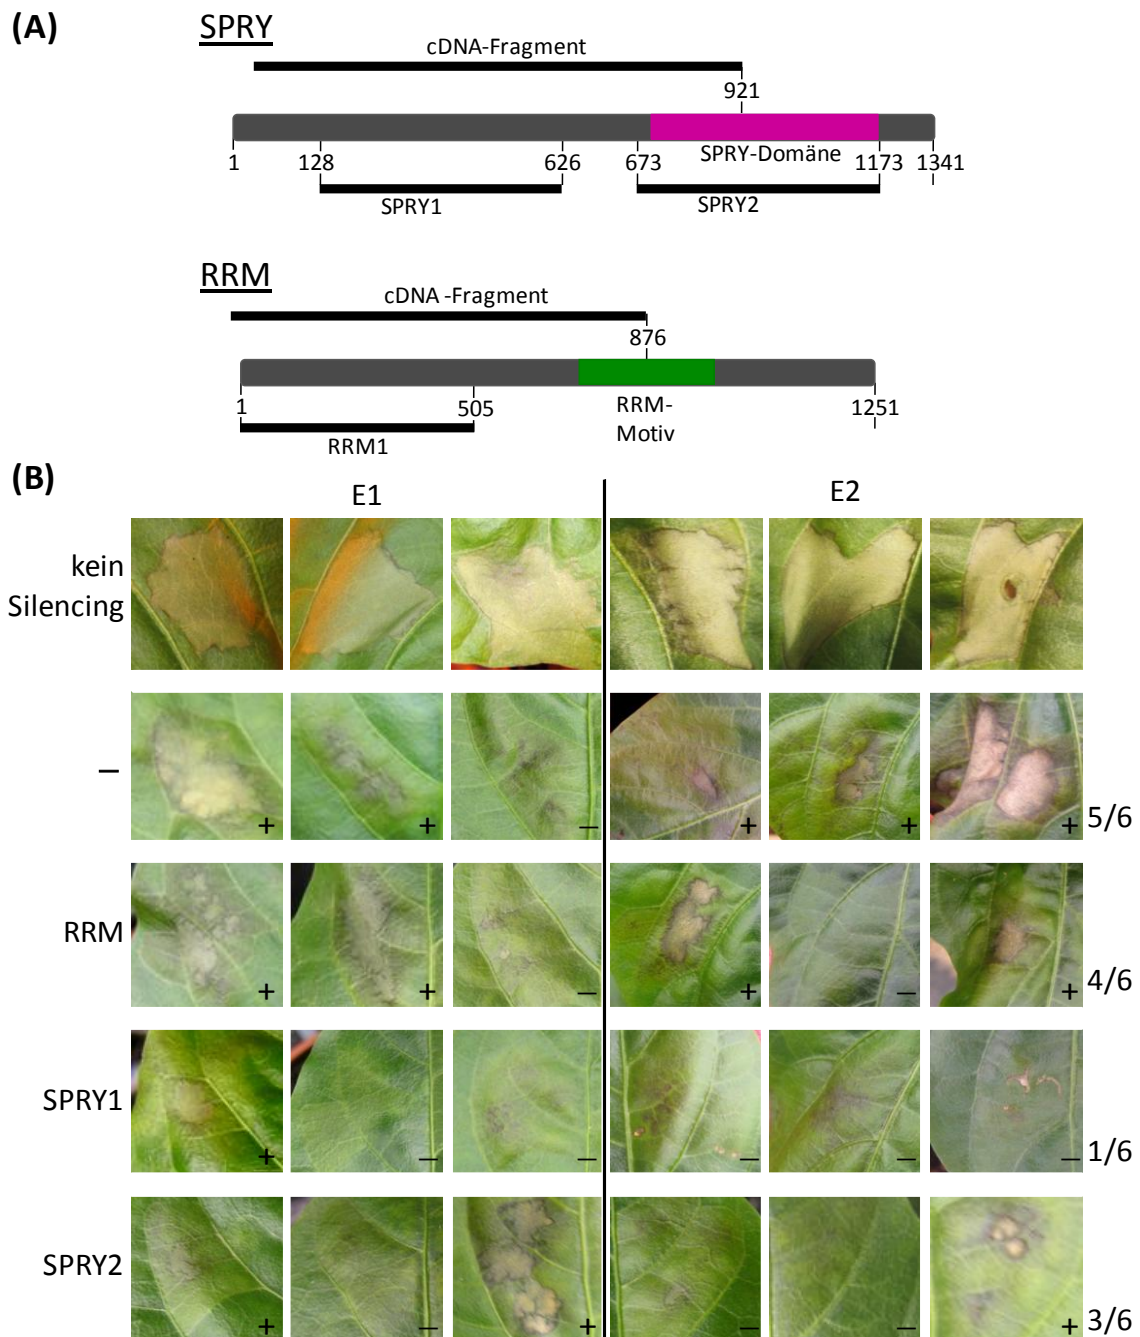 (A)
SPRY
cDNA-Fragment
921
SPRY-Domäne
1 128 626 673 1173 1341
SPRY1 SPRY2
RRM
cDNA -Fragment
876
1 505 RRM- 1251
Motiv
RRM1
(B)
E1 E2
kein
Silencing
–
+ + – + + + 5/6
RRM
+ + – + – + 4/6
SPRY1
+ – – – – – 1/6
SPRY2
+ – + – – + 3/6